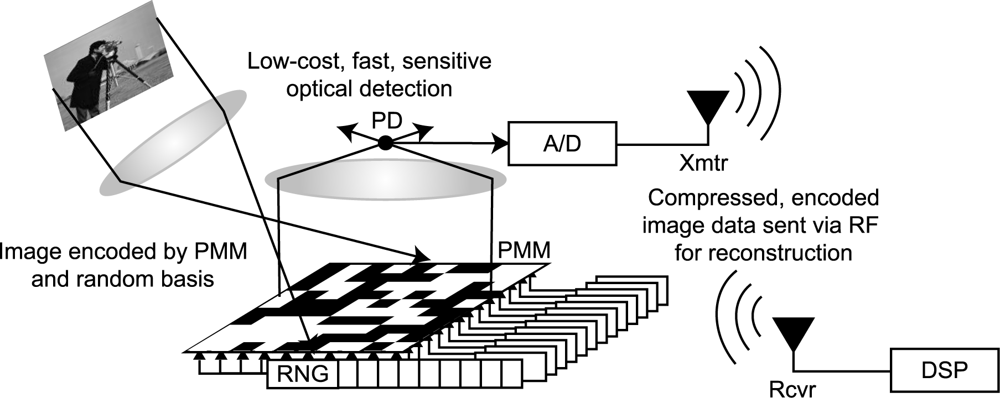 Low-cost, fast, sensitive
optical detection
PD
A/D
Xmtr
Compressed, encoded
image data sent via RF
for reconstruction
Image encoded by PMM
and random basis
PMM
RNG
DSP
Rcvr